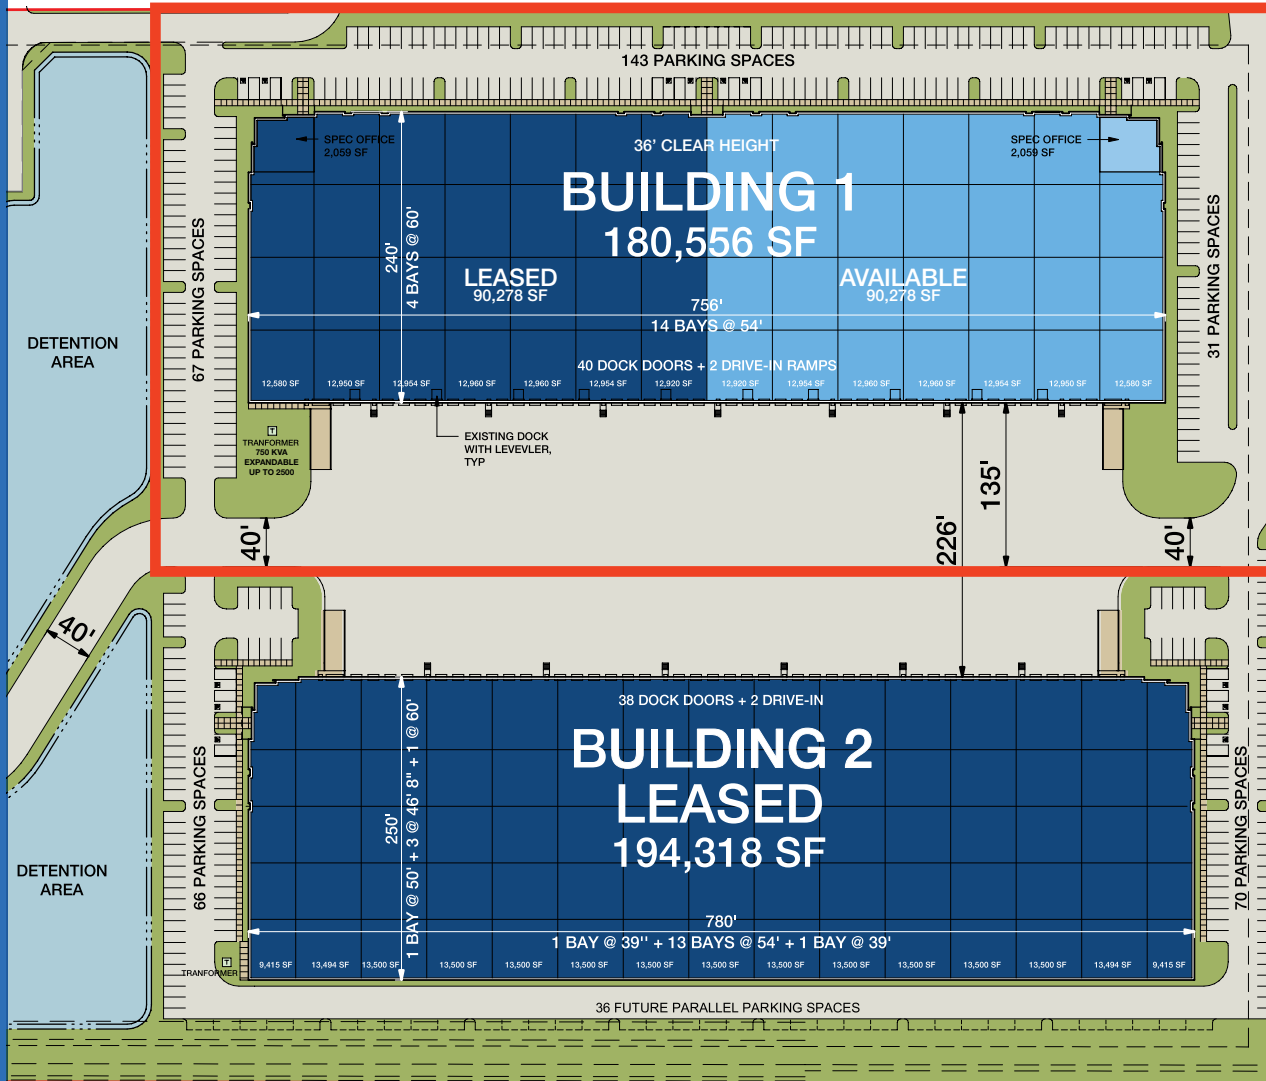 143 PARKING SPACES
SPEC OFFICE
2,059 SF
36' CLEAR HEIGHT
SPEC OFFICE
2,059 SF
BUILDING 1
180,556 SF
240'
4 BAYS @ 60'
67 PARKING SPACES
31 PARKING SPACES
LEASED
90,278 SF
AVAILABLE
90,278 SF
756'
14 BAYS @ 54'
DETENTION
AREA
40 DOCK DOORS + 2 DRIVE-IN RAMPS
12,580 SF 12,950 SF 12,954 SF 12,960 SF 12,960 SF 12,954 SF 12,920 SF 12,920 SF 12,954 SF 12,960 SF 12,960 SF 12,954 SF 12,950 SF 12,580 SF
T
TRANFORMER
750 KVA
EXPANDABLE
UP TO 2500
EXISTING DOCK
WITH LEVEVLER,
TYP
135'
226'
40'
40'
40'
38 DOCK DOORS + 2 DRIVE-IN
BUILDING 2
LEASED
194,318 SF
250'
1 BAY @ 50' + 3 @ 46' 8" + 1 @ 60'
66 PARKING SPACES
70 PARKING SPACES
DETENTION
AREA
780'
1 BAY @ 39'' + 13 BAYS @ 54' + 1 BAY @ 39'
9,415 SF 13,494 SF 13,500 SF 13,500 SF 13,500 SF 13,500 SF 13,500 SF 13,500 SF 13,500 SF 13,500 SF 13,500 SF 13,500 SF 13,500 SF 13,494 SF 9,415 SF
T
TRANFORMER
36 FUTURE PARALLEL PARKING SPACES